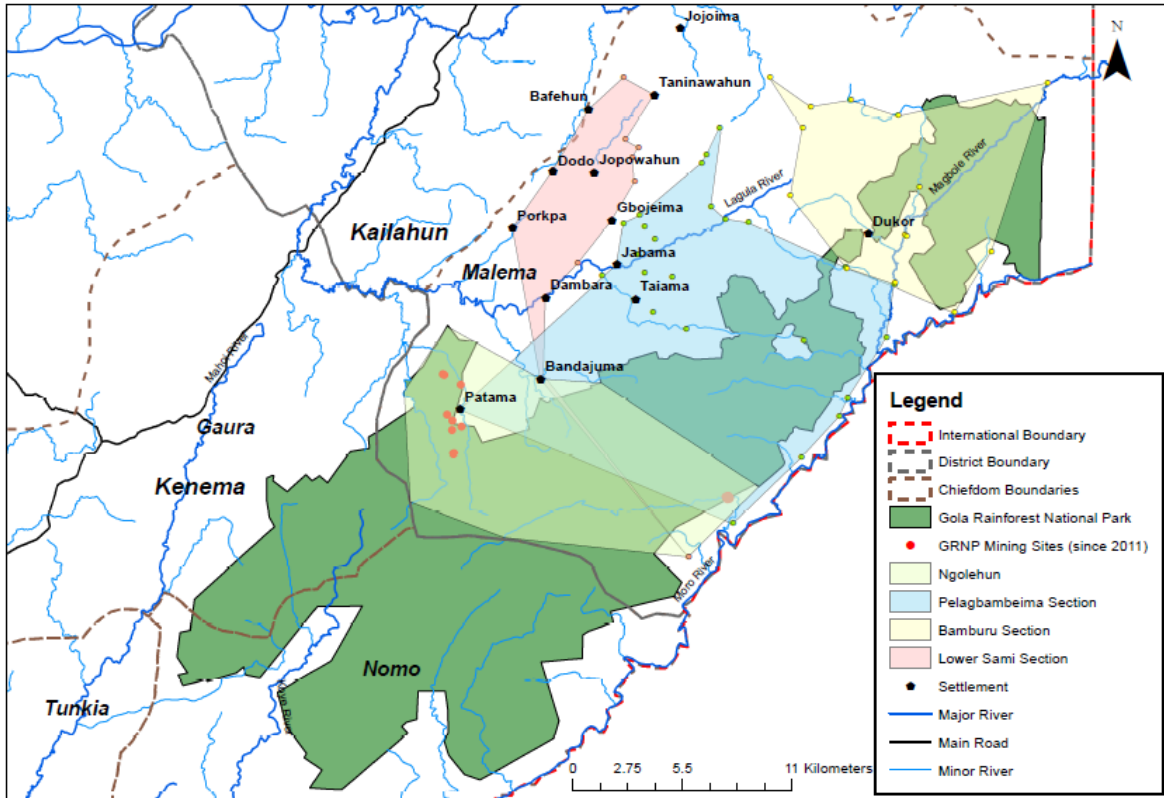 Jojoima
N
Taninawahun
Bafehun
Dodo
Jopowahun
Magbole River
Lagula River
Gbojeima
Porkpa
Dukor
Kailahun
Jabama
Malema
Taiama
Dambara
Mahoi River
Bandajuma
Patama
Gaura
Kenema
Moro River
Nomo
Tunkia
Legend
International Boundary
District Boundary
Chiefdom Boundaries
Gola Rainforest National Park
GRNP Mining Sites (since 2011)
Ngolehun
Pelagbambeima Section
Bamburu Section
Lower Sami Section
Settlement
Major River
Main Road
Minor River
0 2.75 5.5 11 Kilometers